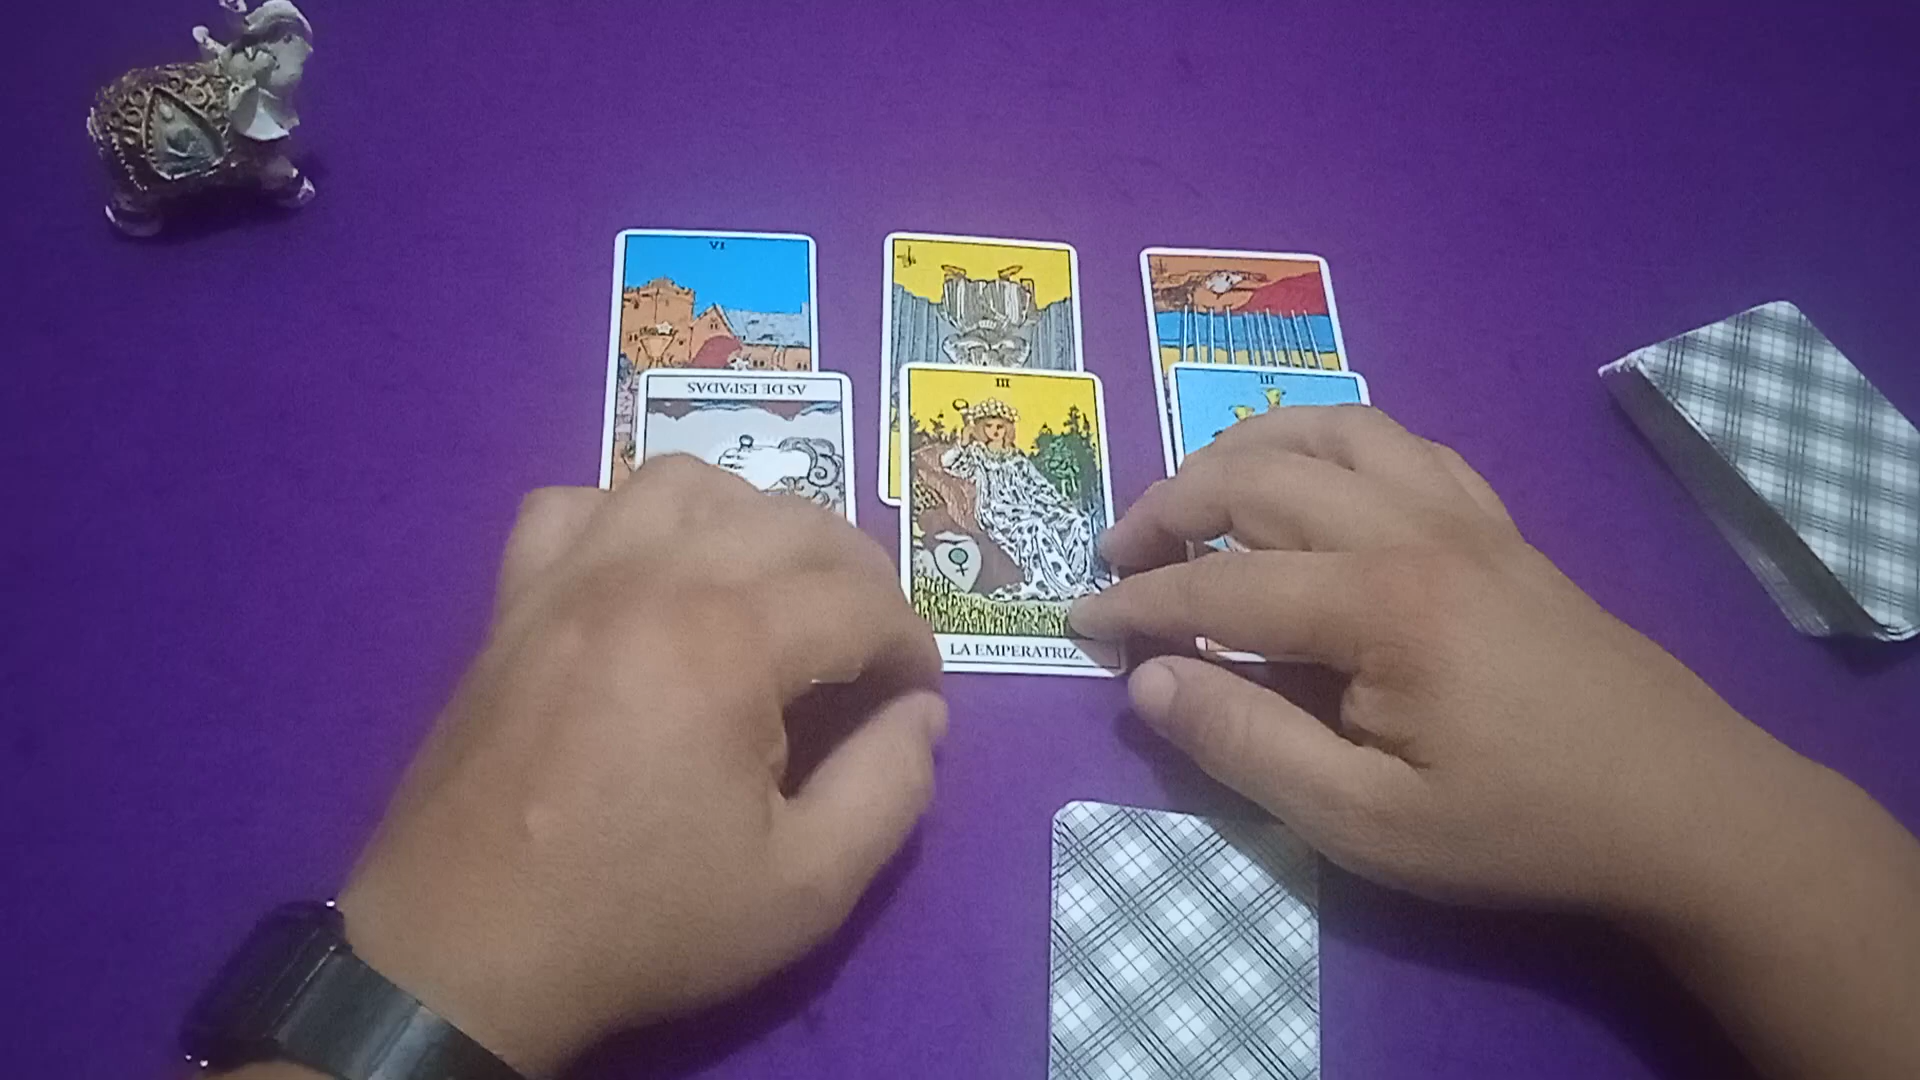 VI
III
III
AS DE ESPADAS
LA EMPERATRIZ.